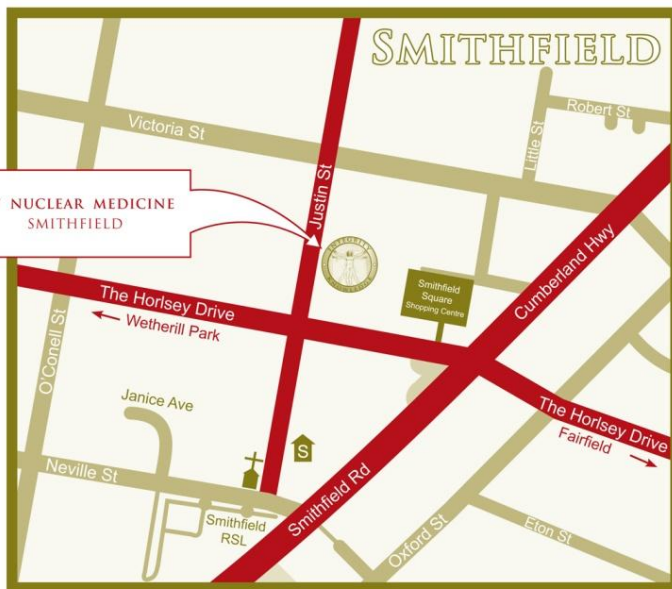 SMITHFIELD
Robert St
Little St
Victoria St
Justin St
NUCLEAR MEDICINE
SMITHFIELD
Cumberland Hwy
Smithfield
Square
Shopping Centre
The Horlsey Drive
Wetherill Park
O'Conell St
Janice Ave
The Horlsey Drive
Fairfield
Neville St
S
Smithfield Rd
Smithfield
RSL
Oxford St
Eton St